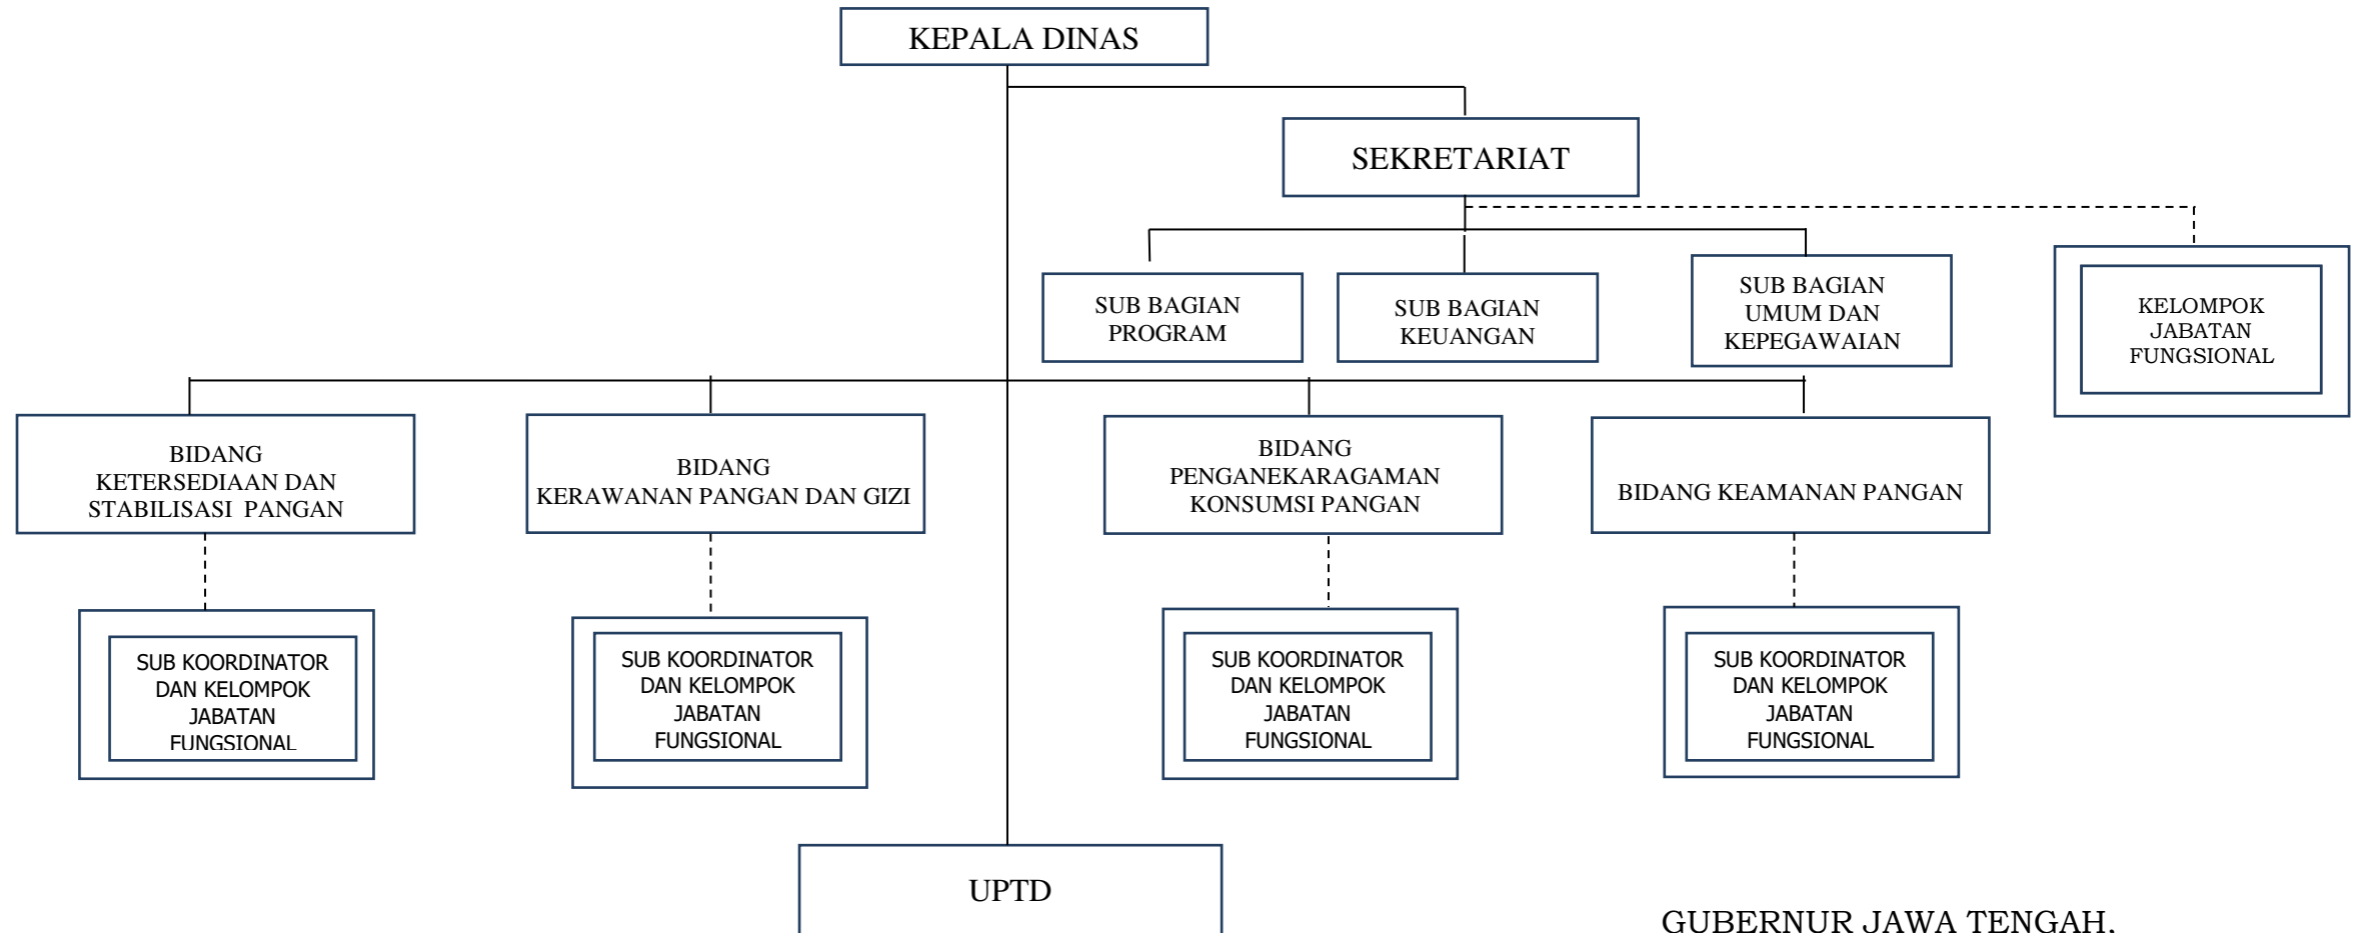 KEPALA DINAS
SEKRETARIAT
SUB BAGIAN
PROGRAM
SUB BAGIAN
KEUANGAN
SUB BAGIAN
UMUM DAN
KEPEGAWAIAN
KELOMPOK
JABATAN
FUNGSIONAL
BIDANG
KETERSEDIAAN DAN
STABILISASI PANGAN
BIDANG
KERAWANAN PANGAN DAN GIZI
BIDANG
PENGANEKARAGAMAN
KONSUMSI PANGAN
BIDANG KEAMANAN PANGAN
SUB KOORDINATOR
DAN KELOMPOK
JABATAN
FUNGSIONAL
SUB KOORDINATOR
DAN KELOMPOK
JABATAN
FUNGSIONAL
SUB KOORDINATOR
DAN KELOMPOK
JABATAN
FUNGSIONAL
SUB KOORDINATOR
DAN KELOMPOK
JABATAN
FUNGSIONAL
UPTD
GUBERNUR JAWA TENGAH,